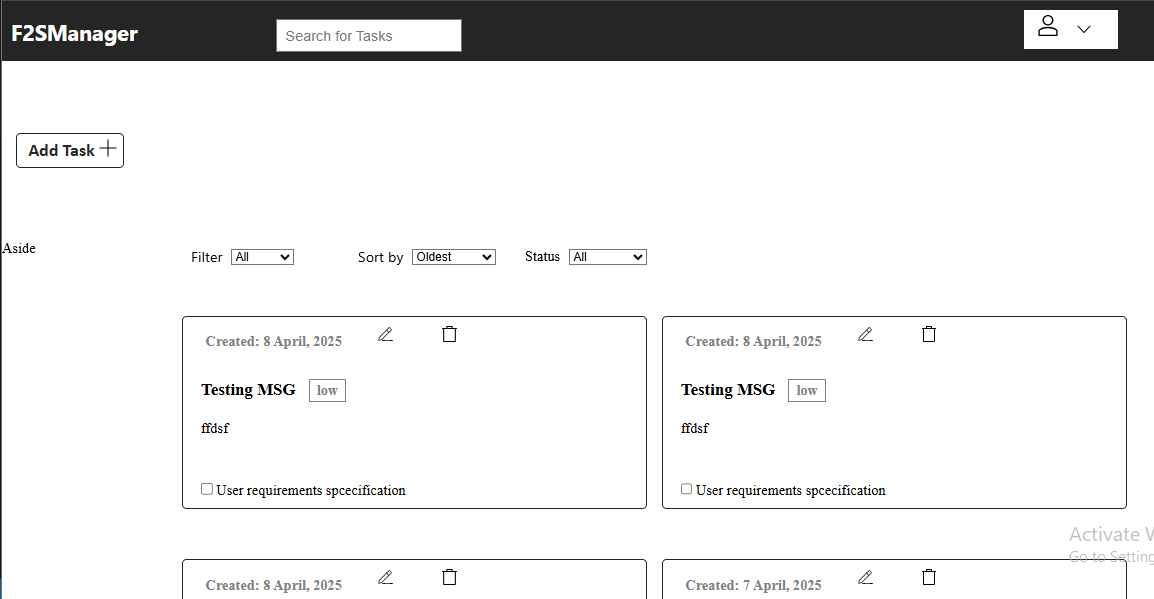 F2SManager
Search for Tasks
Add Task
Aside
Filter All Sort by Oldest Status All
Created: 8 April, 2025
Testing MSG low
ffdsf
User requirements spcecification
Created: 8 April, 2025
Testing MSG low
ffdsf
User requirements spcecification
Activate W
Go to Setting
Created: 8 April, 2025
Created: 7 April, 2025